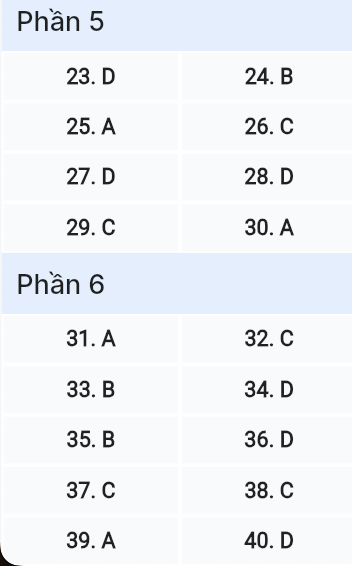 Phần 5
23. D 24. B
25. A 26. C
27. D 28. D
29. C 30. A
Phần 6
31. A 32. C
33. B 34. D
35. B 36. D
37. C 38. C
39. A 40. D